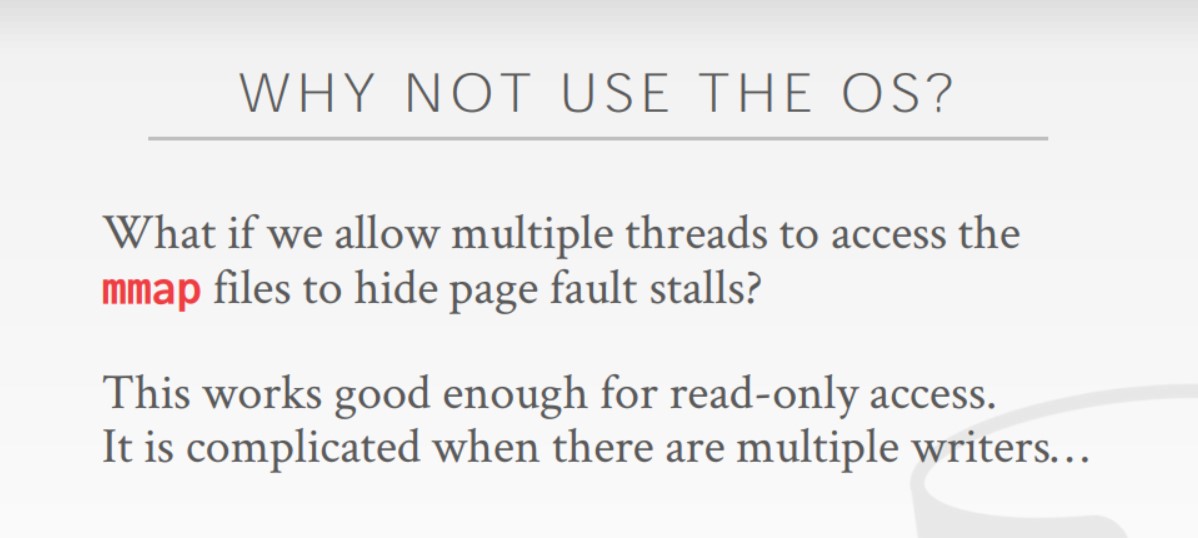 WHY NOT USE THE OS?
What if we allow multiple threads to access the
mmap files to hide page fault stalls?
This works good enough for read-only access.
It is complicated when there are multiple writers…